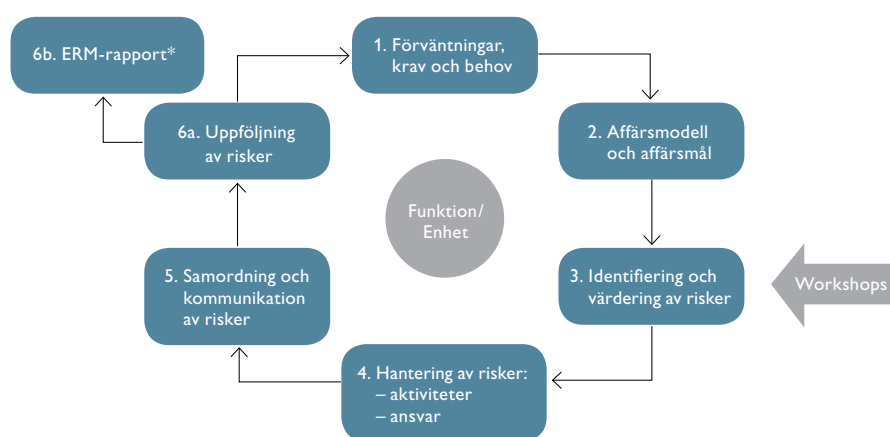 1. Förväntningar,
krav och behov
2. Affärsmodell
och affärsmål
3. Identifiering och
värdering av risker
Workshops
4. Hantering av risker:
– aktiviteter
– ansvar
5. Samordning och
kommunikation
av risker
6a. Uppföljning
av risker
6b. ERM-rapport*
Funktion/
Enhet